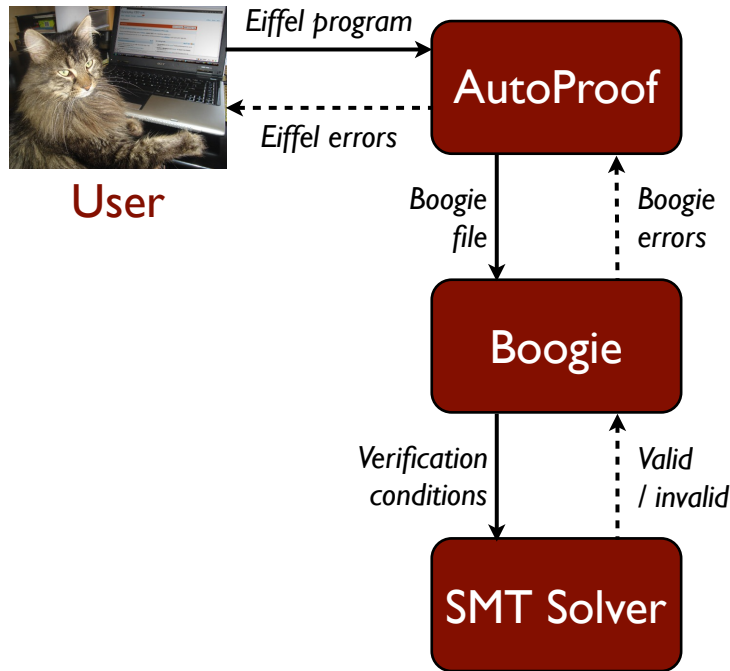 Eiffel program
AutoProof
Eiffel errors
User
Boogie
file
Boogie
errors
Boogie
Verification
conditions
Valid
/ invalid
SMT Solver